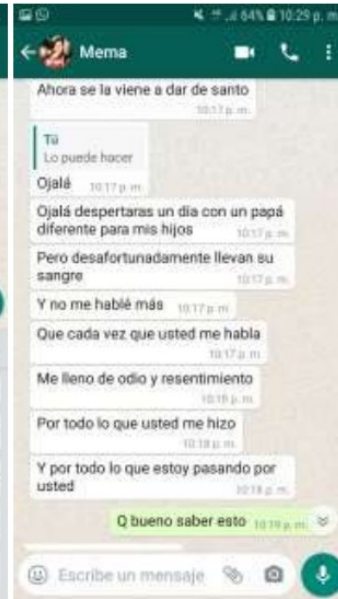 64% 10:29 p. m.
Mema
Ahora se la viene a dar de santo
10:17 p. m.
Tú
Lo puede hacer
Ojalá 10:17 p. m.
Ojalá despertaras un día con un papá
diferente para mis hijos 10:17 p. m.
Pero desafortunadamente llevan su
sangre 10:17 p. m.
Y no me hablé más 10:17 p. m.
Que cada vez que usted me habla
10:17 p. m.
Me lleno de odio y resentimiento
10:18 p. m.
Por todo lo que usted me hizo
10:18 p. m.
Y por todo lo que estoy pasando por
usted 10:18 p. m.
Q bueno saber esto 10:19 p. m.
Escribe un mensaje